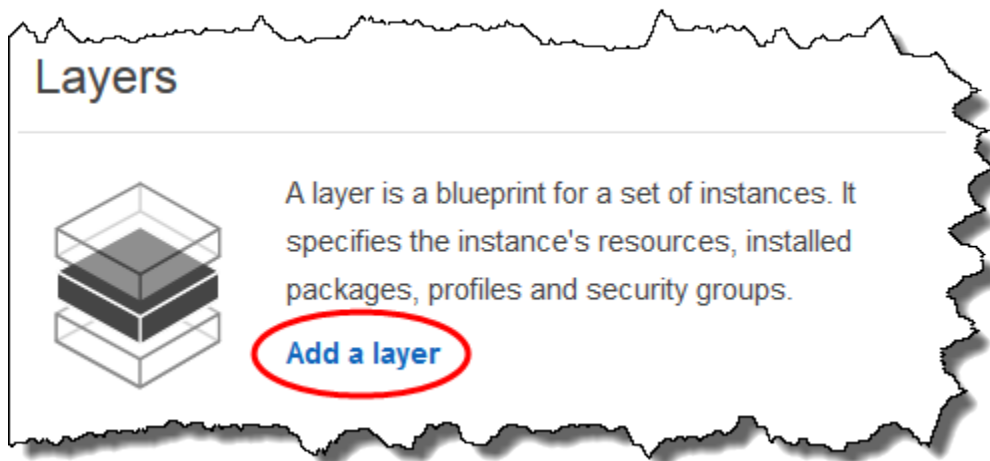 Layers
A layer is a blueprint for a set of instances. It
specifies the instance's resources, installed
packages, profiles and security groups.
Add a layer